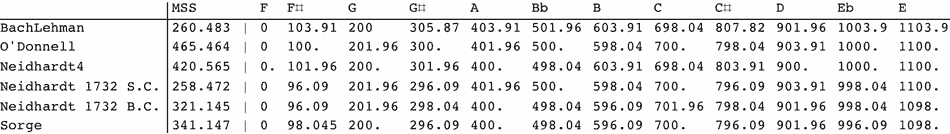 MSS F F♯ G G♯ A Bb B C C♯ D Eb E
BachLehman 260.483 | 0 103.91 200 305.87 403.91 501.96 603.91 698.04 807.82 901.96 1003.9 1103.9
O'Donnell 465.464 | 0 100. 201.96 300. 401.96 500. 598.04 700. 798.04 903.91 1000. 1100.
Neidhardt4 420.565 | 0. 101.96 200. 301.96 400. 498.04 603.91 698.04 803.91 900. 1000. 1100.
Neidhardt 1732 S.C. 258.472 | 0 96.09 201.96 296.09 401.96 500. 598.04 700. 796.09 903.91 998.04 1100.
Neidhardt 1732 B.C. 321.145 | 0 96.09 201.96 298.04 400. 498.04 596.09 701.96 796.09 901.96 998.04 1098.
Sorge 341.147 | 0 98.045 200. 296.09 400. 498.04 596.09 700. 796.09 901.96 996.09 1098.